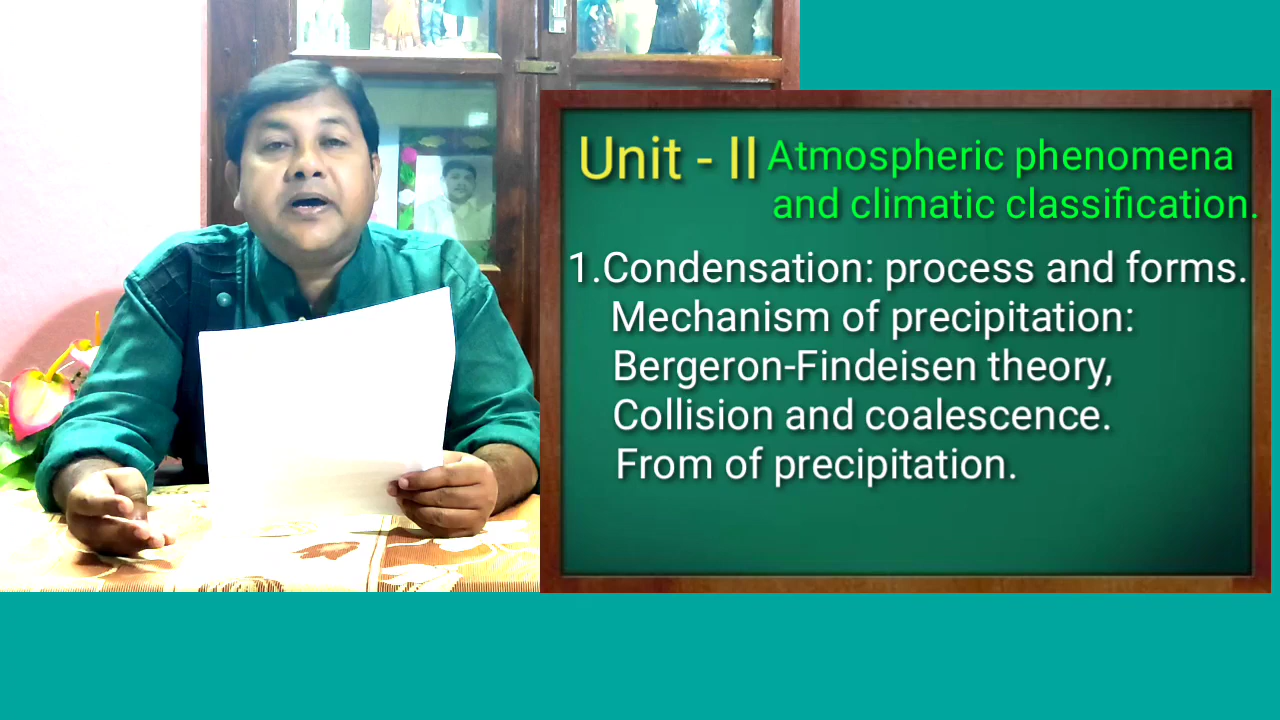 Unit - II Atmospheric phenomena
and climatic classification.
1.Condensation: process and forms.
Mechanism of precipitation:
Bergeron-Findeisen theory,
Collision and coalescence.
From of precipitation.